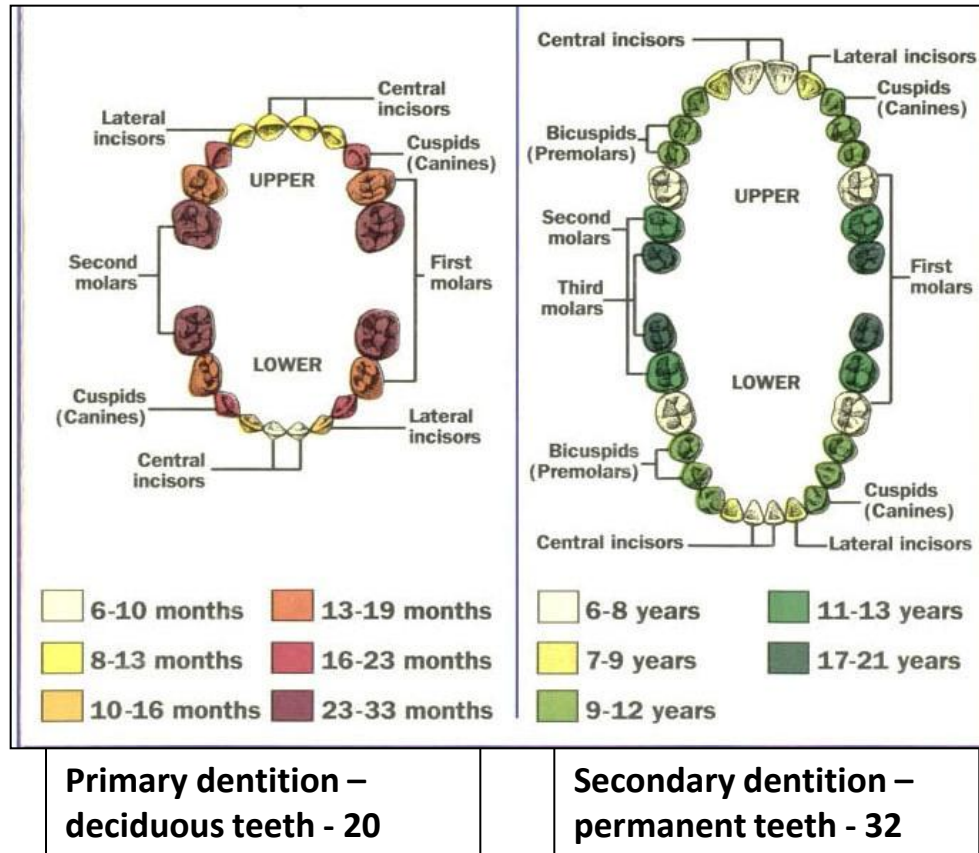 Central
incisors
Lateral
incisors
Cuspids
(Canines)
UPPER
Second
molars
First
molars
LOWER
Cuspids
(Canines)
Lateral
incisors
Central
incisors
6-10 months
13-19 months
8-13 months
16-23 months
10-16 months
23-33 months
Central incisors
Lateral incisors
Cuspids
(Canines)
Bicuspids
(Premolars)
UPPER
Second
molars
First
molars
Third
molars
LOWER
Bicuspids
(Premolars)
Cuspids
(Canines)
Central incisors
Lateral incisors
6-8 years
11-13 years
7-9 years
17-21 years
9-12 years
Primary dentition –
deciduous teeth - 20
Secondary dentition –
permanent teeth - 32